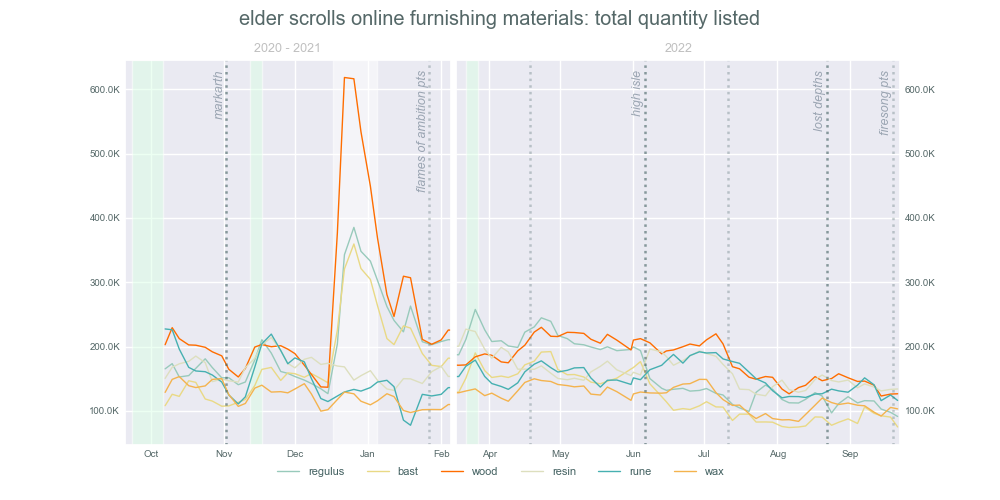 elder scrolls online furnishing materials: total quantity listed
2020 - 2021 2022
markarth
flames of ambition pts
high isle
lost depths
firesong pts
600.0K 600.0K
500.0K 500.0K
400.0K 400.0K
300.0K 300.0K
200.0K 200.0K
100.0K 100.0K
Oct Nov Dec Jan Feb Apr May Jun Jul Aug Sep
regulus bast wood resin rune wax